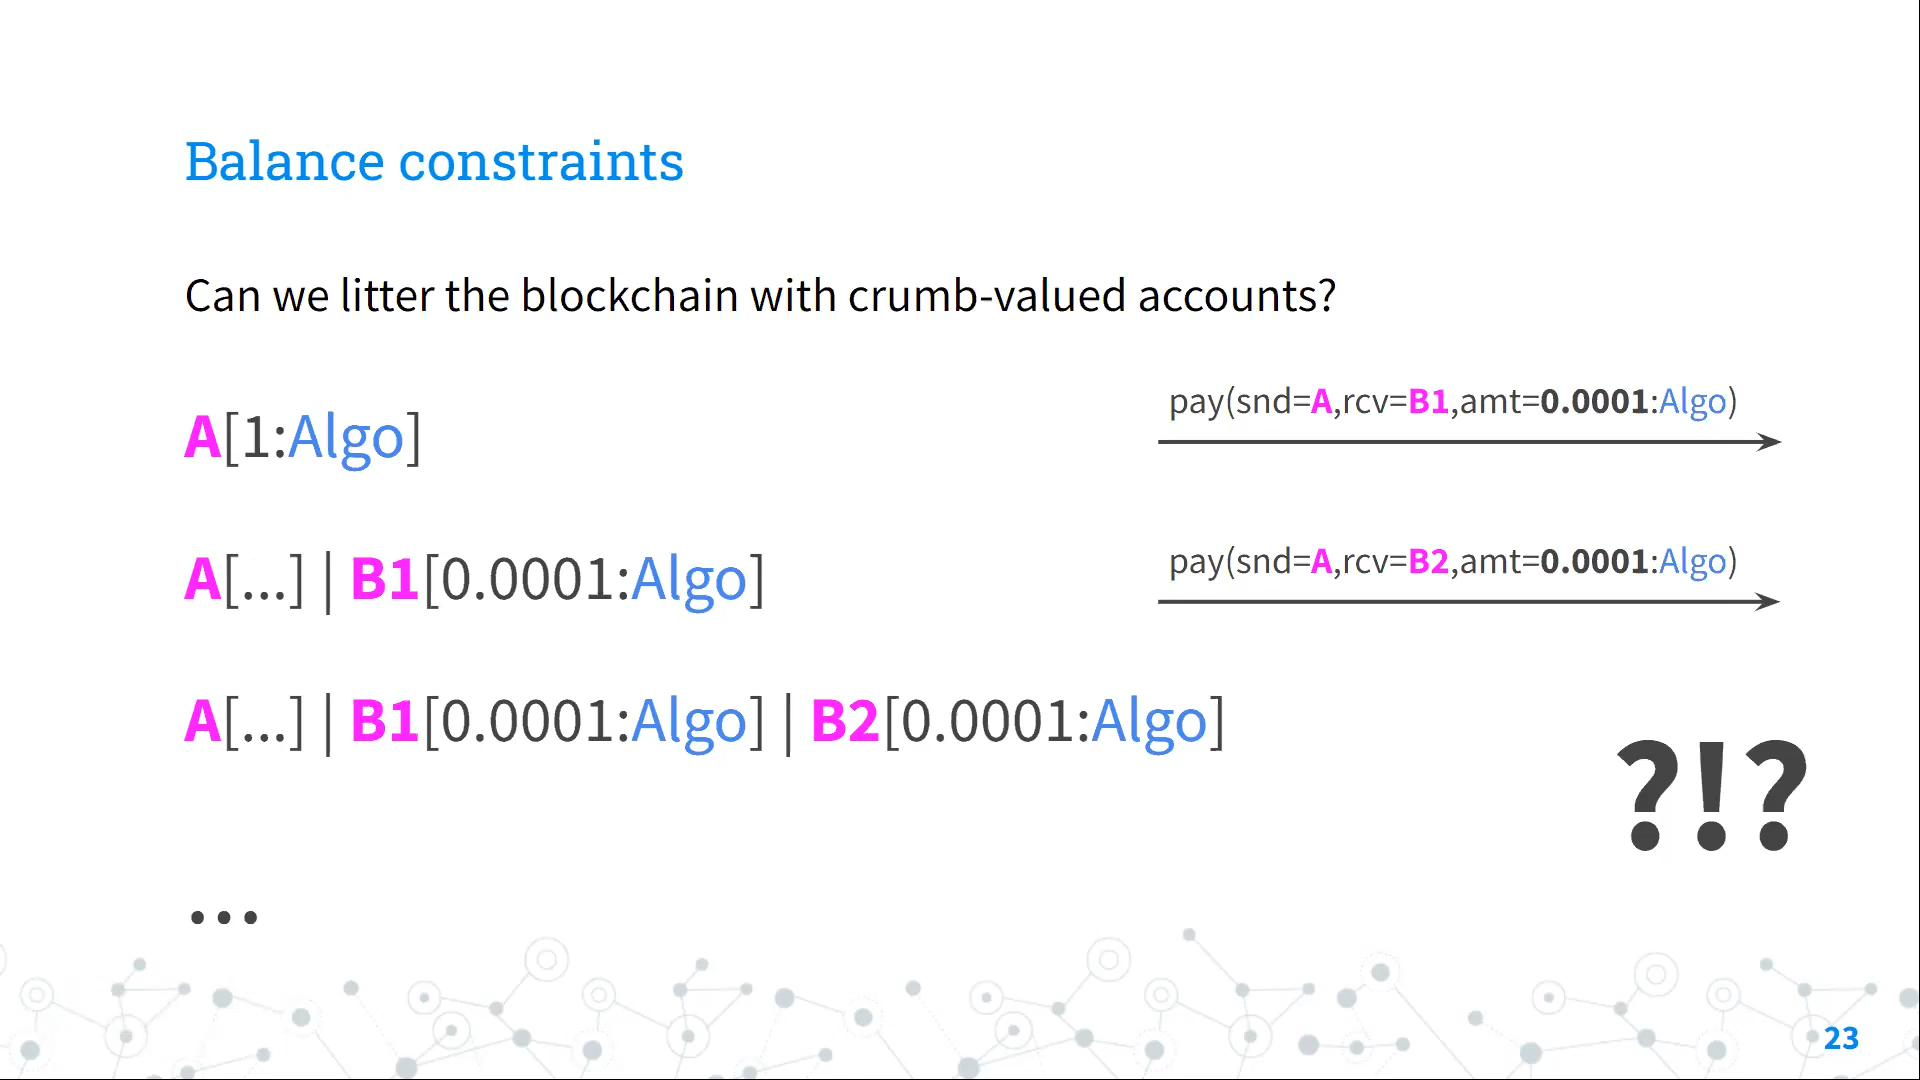 Balance constraints
Can we litter the blockchain with crumb-valued accounts?
A[1:Algo]
pay(snd=A,rcv=B1,amt=0.0001:Algo)
A[...] | B1[0.0001:Algo]
pay(snd=A,rcv=B2,amt=0.0001:Algo)
A[...] | B1[0.0001:Algo] | B2[0.0001:Algo]
?!?
...
23